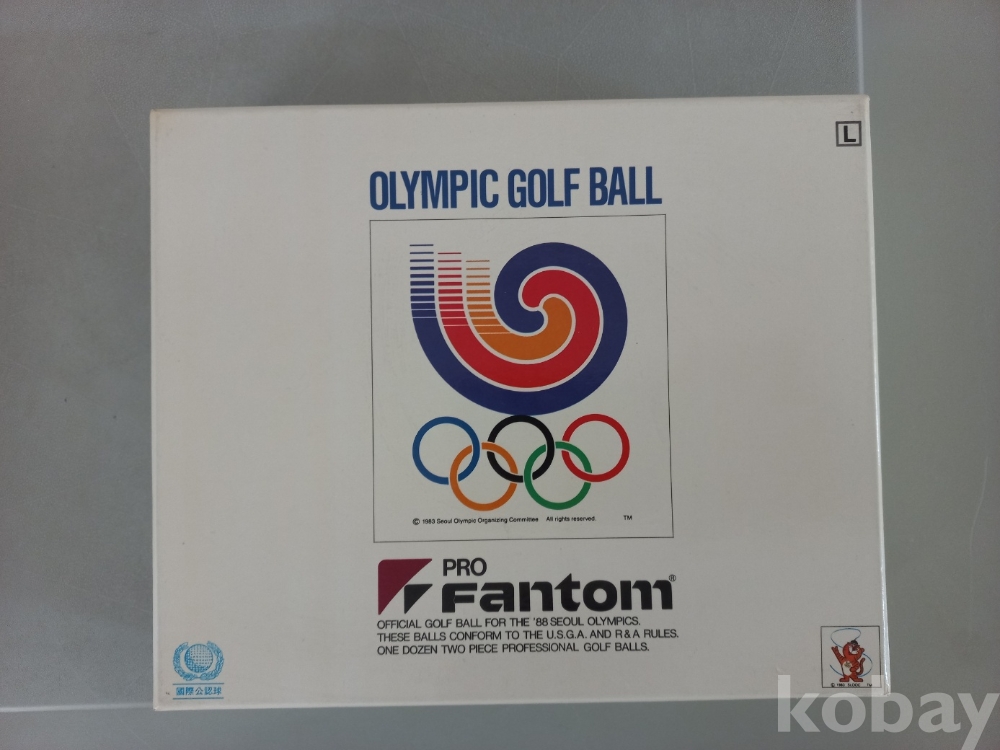 L
OLYMPIC GOLF BALL
© 1983 Seoul Olympic Organizing Committee All rights reserved. TM
PRO
Fantom®
OFFICIAL GOLF BALL FOR THE '88 SEOUL OLYMPICS.
THESE BALLS CONFORM TO THE U.S.G.A. AND R&A RULES.
ONE DOZEN TWO PIECE PROFESSIONAL GOLF BALLS.
國際公認球
kobay